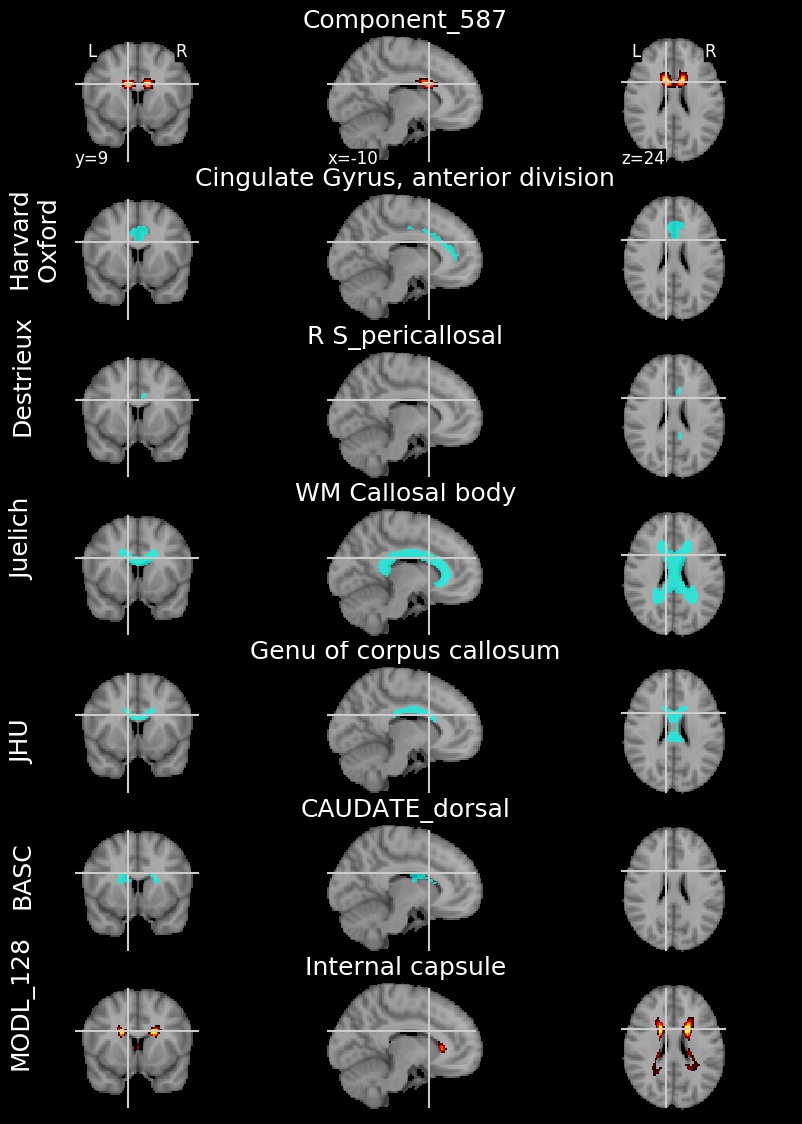 Component_587
L R
L R
y=9
x=-10
z=24
Cingulate Gyrus, anterior division
Harvard
Oxford
R S_pericallosal
Destrieux
WM Callosal body
Juelich
Genu of corpus callosum
JHU
CAUDATE_dorsal
BASC
Internal capsule
MODL_128